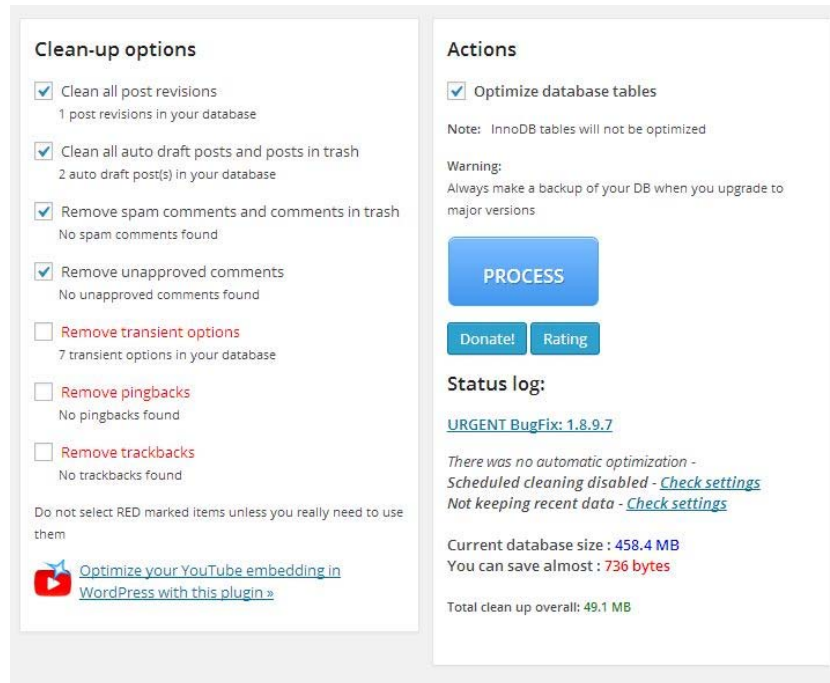 Clean-up options
Clean all post revisions
1 post revisions in your database
Clean all auto draft posts and posts in trash
2 auto draft post(s) in your database
Remove spam comments and comments in trash
No spam comments found
Remove unapproved comments
No unapproved comments found
Remove transient options
7 transient options in your database
Remove pingbacks
No pingbacks found
Remove trackbacks
No trackbacks found
Do not select RED marked items unless you really need to use
them
Optimize your YouTube embedding in
WordPress with this plugin »
Actions
Optimize database tables
Note: InnoDB tables will not be optimized
Warning:
Always make a backup of your DB when you upgrade to
major versions
PROCESS
Donate! Rating
Status log:
URGENT BugFix: 1.8.9.7
There was no automatic optimization -
Scheduled cleaning disabled - Check settings
Not keeping recent data - Check settings
Current database size : 458.4 MB
You can save almost : 736 bytes
Total clean up overall: 49.1 MB